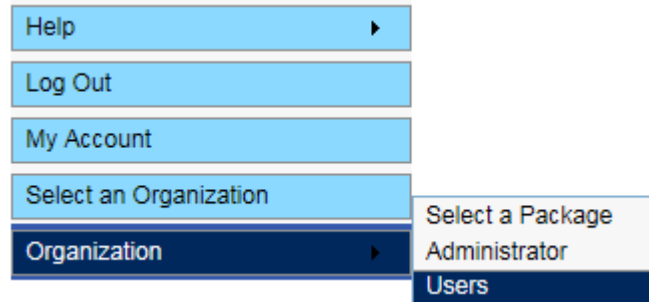 Help
Log Out
My Account
Select an Organization
Organization
Select a Package
Administrator
Users